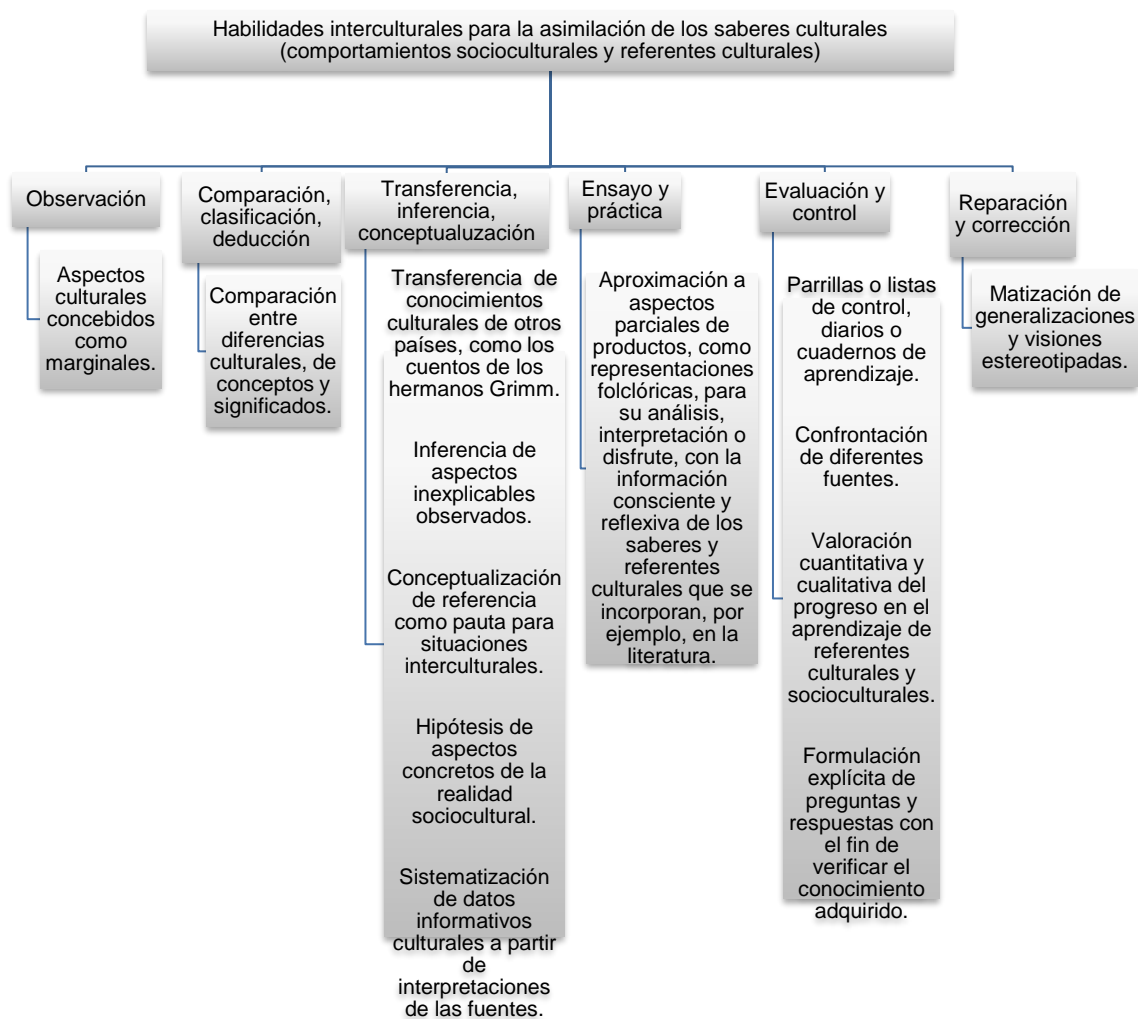 Habilidades interculturales para la asimilación de los saberes culturales
(comportamientos socioculturales y referentes culturales)
Observación
Aspectos
culturales
concebidos
como
marginales.
Comparación,
clasificación,
deducción
Comparación
entre
diferencias
culturales, de
conceptos y
significados.
Transferencia,
inferencia,
conceptualuzación
Transferencia de
conocimientos
culturales de otros
países, como los
cuentos de los
hermanos Grimm.
Inferencia de
aspectos
inexplicables
observados.
Conceptualización
de referencia
como pauta para
situaciones
interculturales.
Hipótesis de
aspectos
concretos de la
realidad
sociocultural.
Sistematización
de datos
informativos
culturales a partir
de
interpretaciones
de las fuentes.
Ensayo y
práctica
Aproximación a
aspectos
parciales de
productos, como
representaciones
folclóricas, para
su análisis,
interpretación o
disfrute, con la
información
consciente y
reflexiva de los
saberes y
referentes
culturales que se
incorporan, por
ejemplo, en la
literatura.
Evaluación y
control
Parrillas o listas
de control,
diarios o
cuadernos de
aprendizaje.
Confrontación
de diferentes
fuentes.
Valoración
cuantitativa y
cualitativa del
progreso en el
aprendizaje de
referentes
culturales y
socioculturales.
Formulación
explícita de
preguntas y
respuestas con
el fin de
verificar el
conocimiento
adquirido.
Reparación
y corrección
Matización de
generalizaciones
y visiones
estereotipadas.